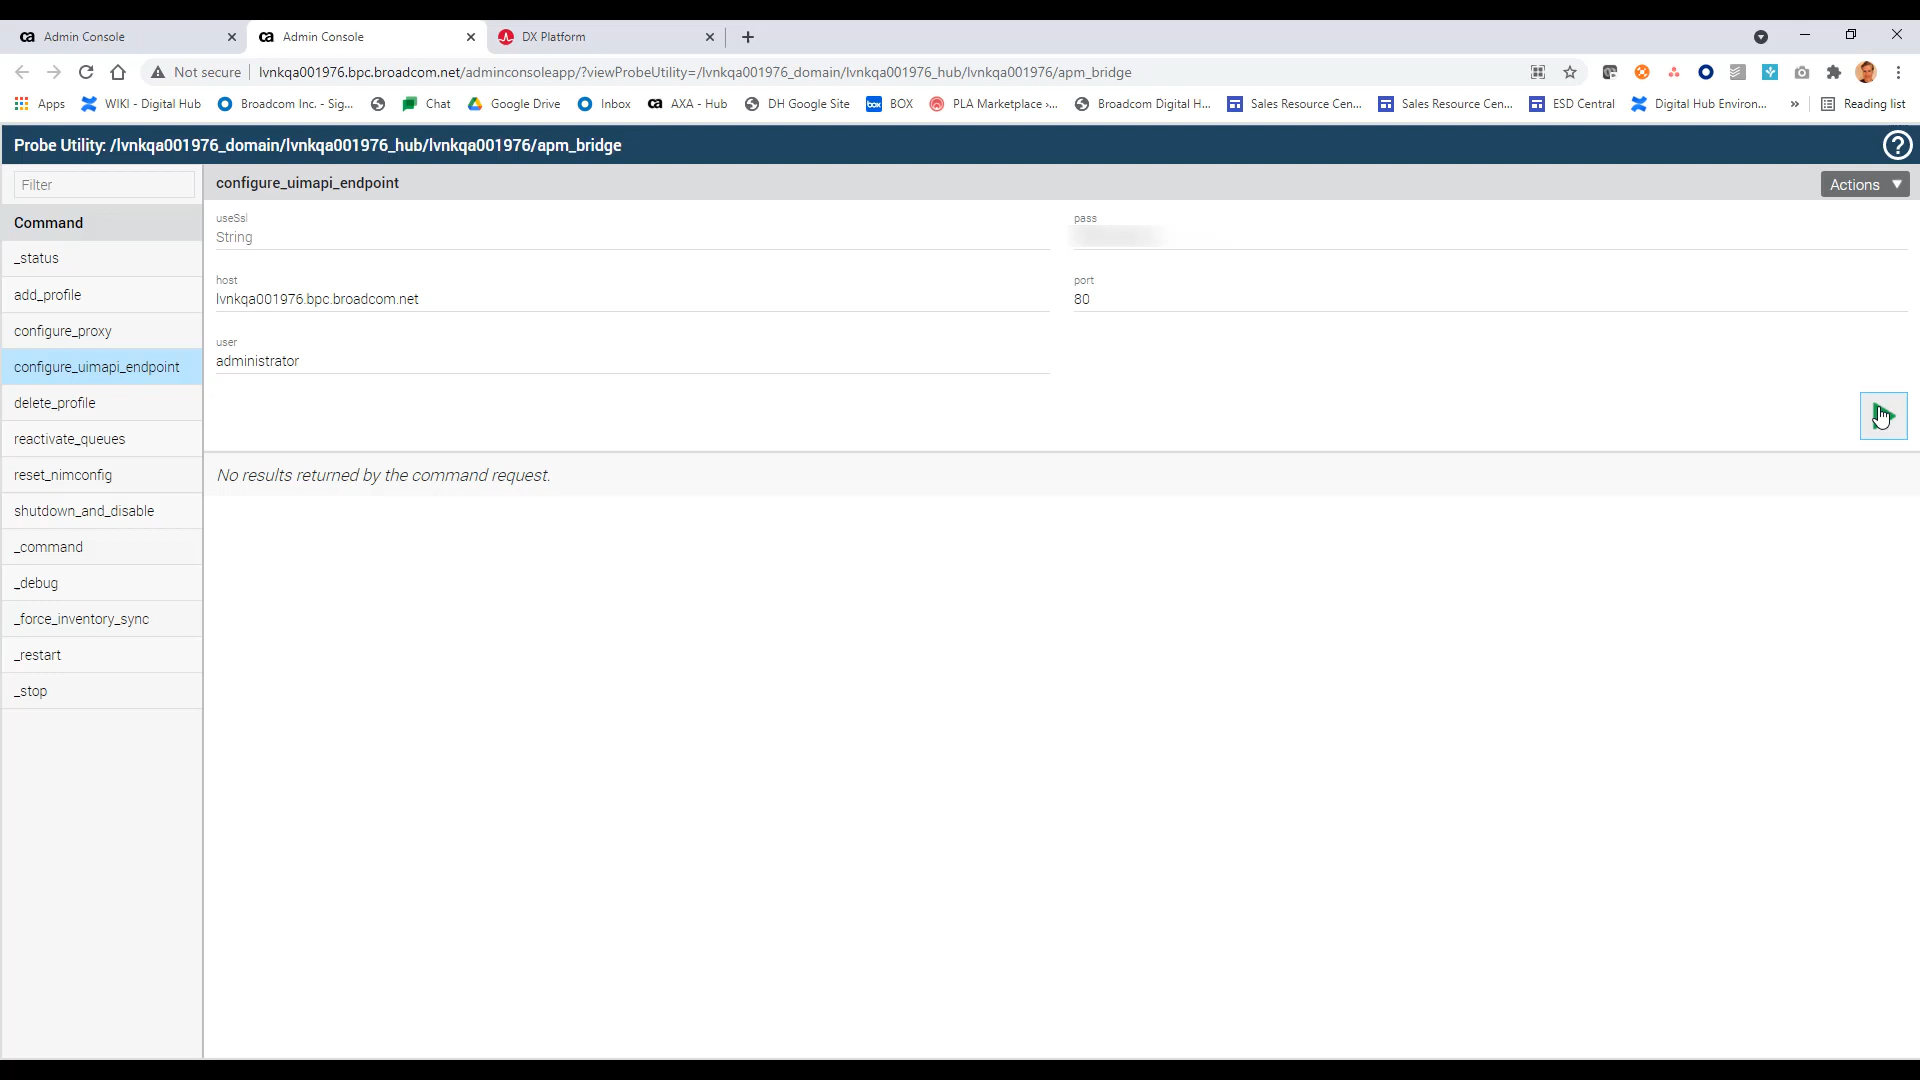 ca Admin Console
ca Admin Console
DX Platform
Not secure
lvnkqa001976.bpc.broadcom.net/adminconsoleapp/?viewProbeUtility=/lvnkqa001976_domain/lvnkqa001976_hub/lvnkqa001976/apm_bridge
Apps
WIKI - Digital Hub
Broadcom Inc. - Sig...
Chat
Google Drive
Inbox
ca AXA - Hub
DH Google Site
box BOX
PLA Marketplace ›...
Broadcom Digital H...
Sales Resource Cen...
Sales Resource Cen...
ESD Central
Digital Hub Environ...
»
Reading list
Probe Utility: /lvnkqa001976_domain/lvnkqa001976_hub/lvnkqa001976/apm_bridge
?
Filter
Command
_status
add_profile
configure_proxy
configure_uimapi_endpoint
delete_profile
reactivate_queues
reset_nimconfig
shutdown_and_disable
_command
_debug
_force_inventory_sync
_restart
_stop
configure_uimapi_endpoint
Actions
useSsl
String
pass
host
lvnkqa001976.bpc.broadcom.net
port
80
user
administrator
No results returned by the command request.